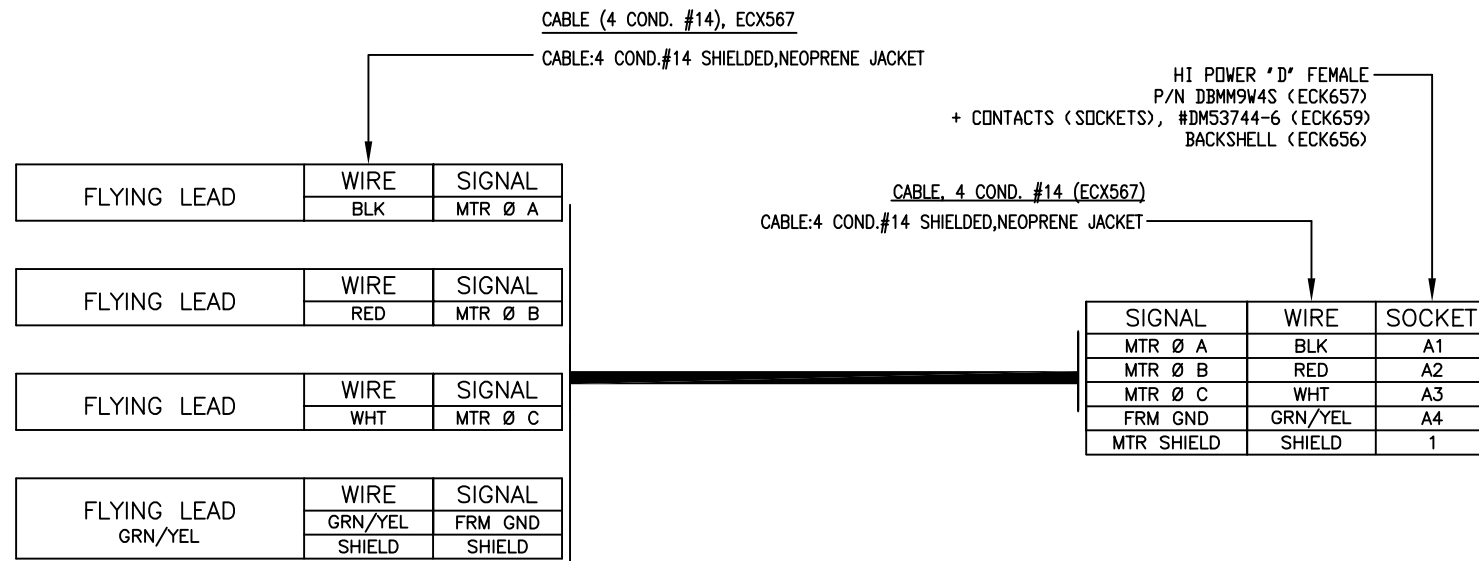 CABLE (4 COND. #14), ECX567
CABLE:4 COND.#14 SHIELDED,NEOPRENE JACKET
HI POWER "D" FEMALE
P/N DBMM9W4S (ECK657)
+ CONTACTS (SOCKETS), #DM53744-6 (ECK659)
BACKSHELL (ECK656)
CABLE, 4 COND. #14 (ECX567)
CABLE:4 COND.#14 SHIELDED,NEOPRENE JACKET
FLYING LEAD WIRE SIGNAL
BLK MTR Ø A
FLYING LEAD WIRE SIGNAL
RED MTR Ø B
FLYING LEAD WIRE SIGNAL
WHT MTR Ø C
FLYING LEAD WIRE SIGNAL
GRN/YEL GRN/YEL FRM GND
SHIELD SHIELD
SIGNAL WIRE SOCKET
MTR Ø A BLK A1
MTR Ø B RED A2
MTR Ø C WHT A3
FRM GND GRN/YEL A4
MTR SHIELD SHIELD 1